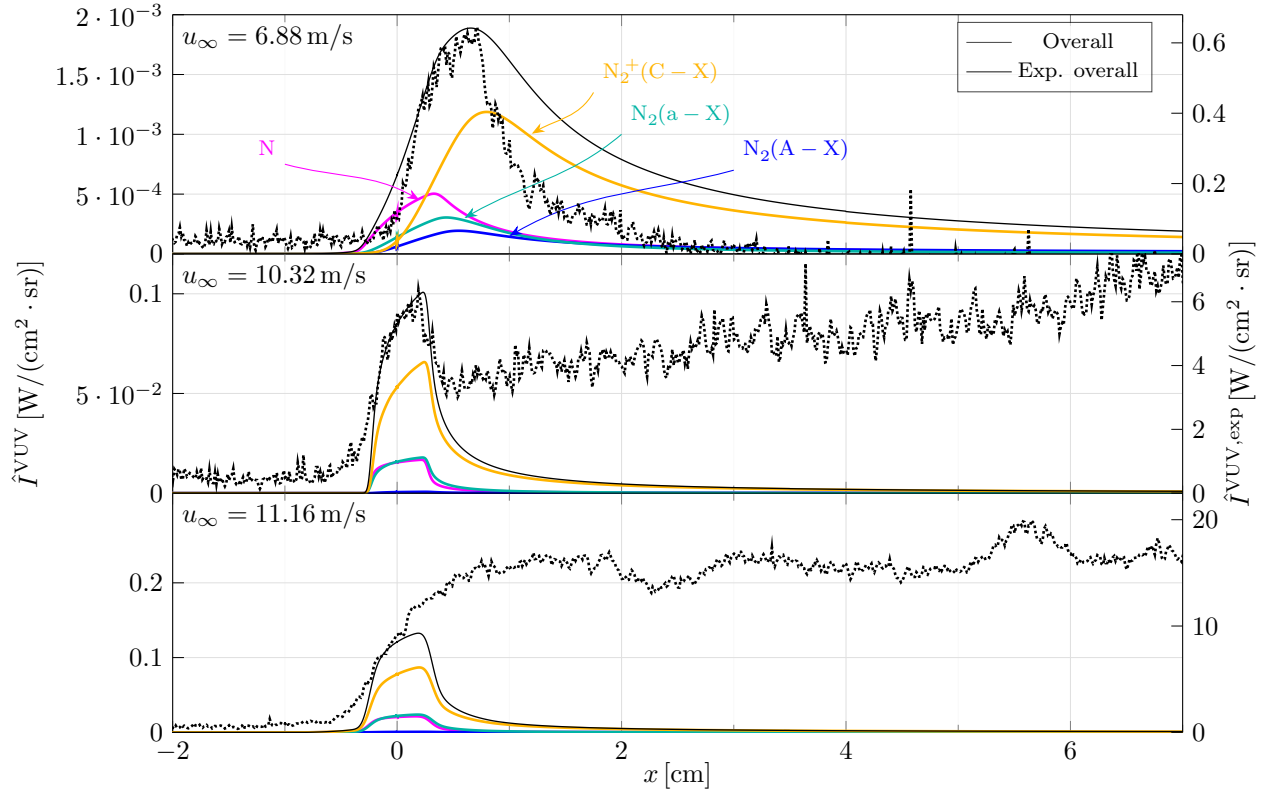 u∞ = 6.88 m/s
2 · 10⁻³
1.5 · 10⁻³
1 · 10⁻³
5 · 10⁻⁴
0
0.6
0.4
0.2
0
Overall
Exp. overall
N₂⁺(C − X)
N₂(a − X)
N₂(A − X)
N
u∞ = 10.32 m/s
0.1
5 · 10⁻²
0
6
4
2
0
Î^VUV [W/(cm² · sr)]
Î^VUV,exp [W/(cm² · sr)]
u∞ = 11.16 m/s
0.2
0.1
0
20
10
0
−2 0 2 4 6
x [cm]